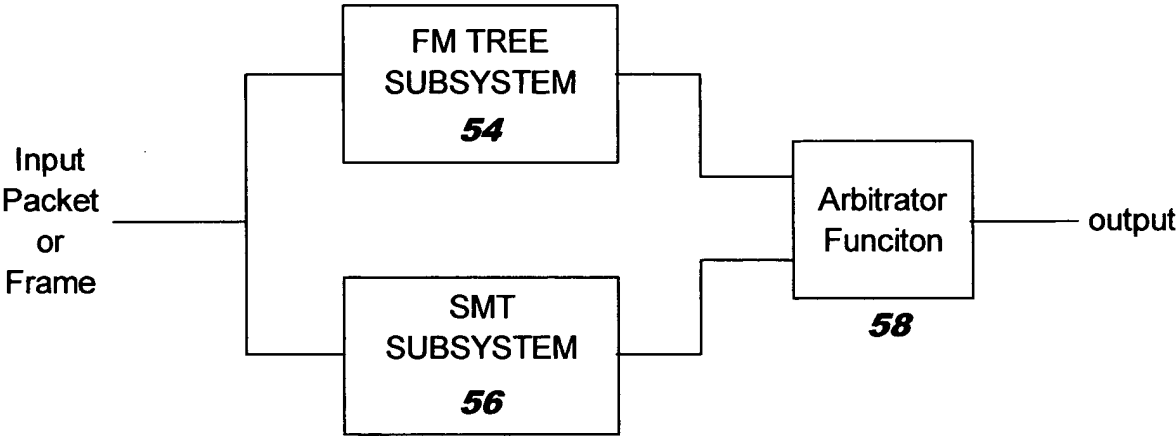 Input
Packet
or
Frame
FM TREE
SUBSYSTEM
54
SMT
SUBSYSTEM
56
Arbitrator
Funciton
58
output